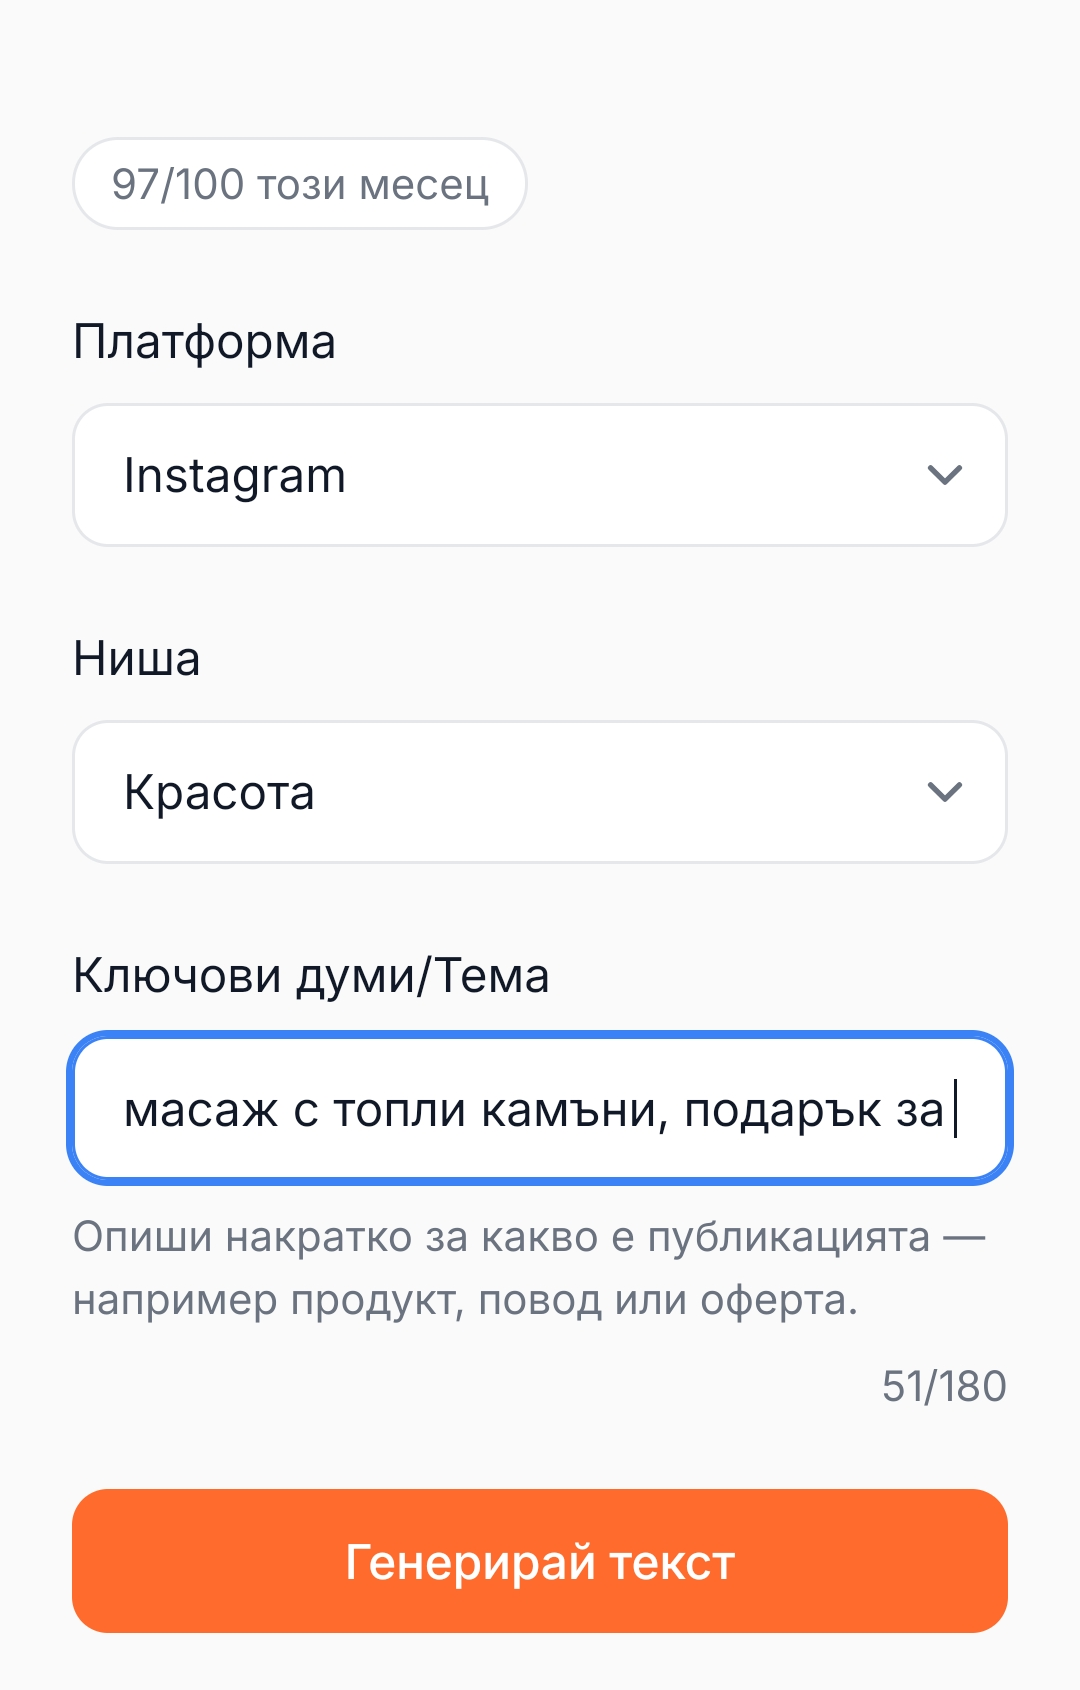 97/100 този месец
Платформа
Instagram
Ниша
Красота
Ключови думи/Тема
масаж с топли камъни, подарък за
Опиши накратко за какво е публикацията —
например продукт, повод или оферта.
51/180
Генерирай текст